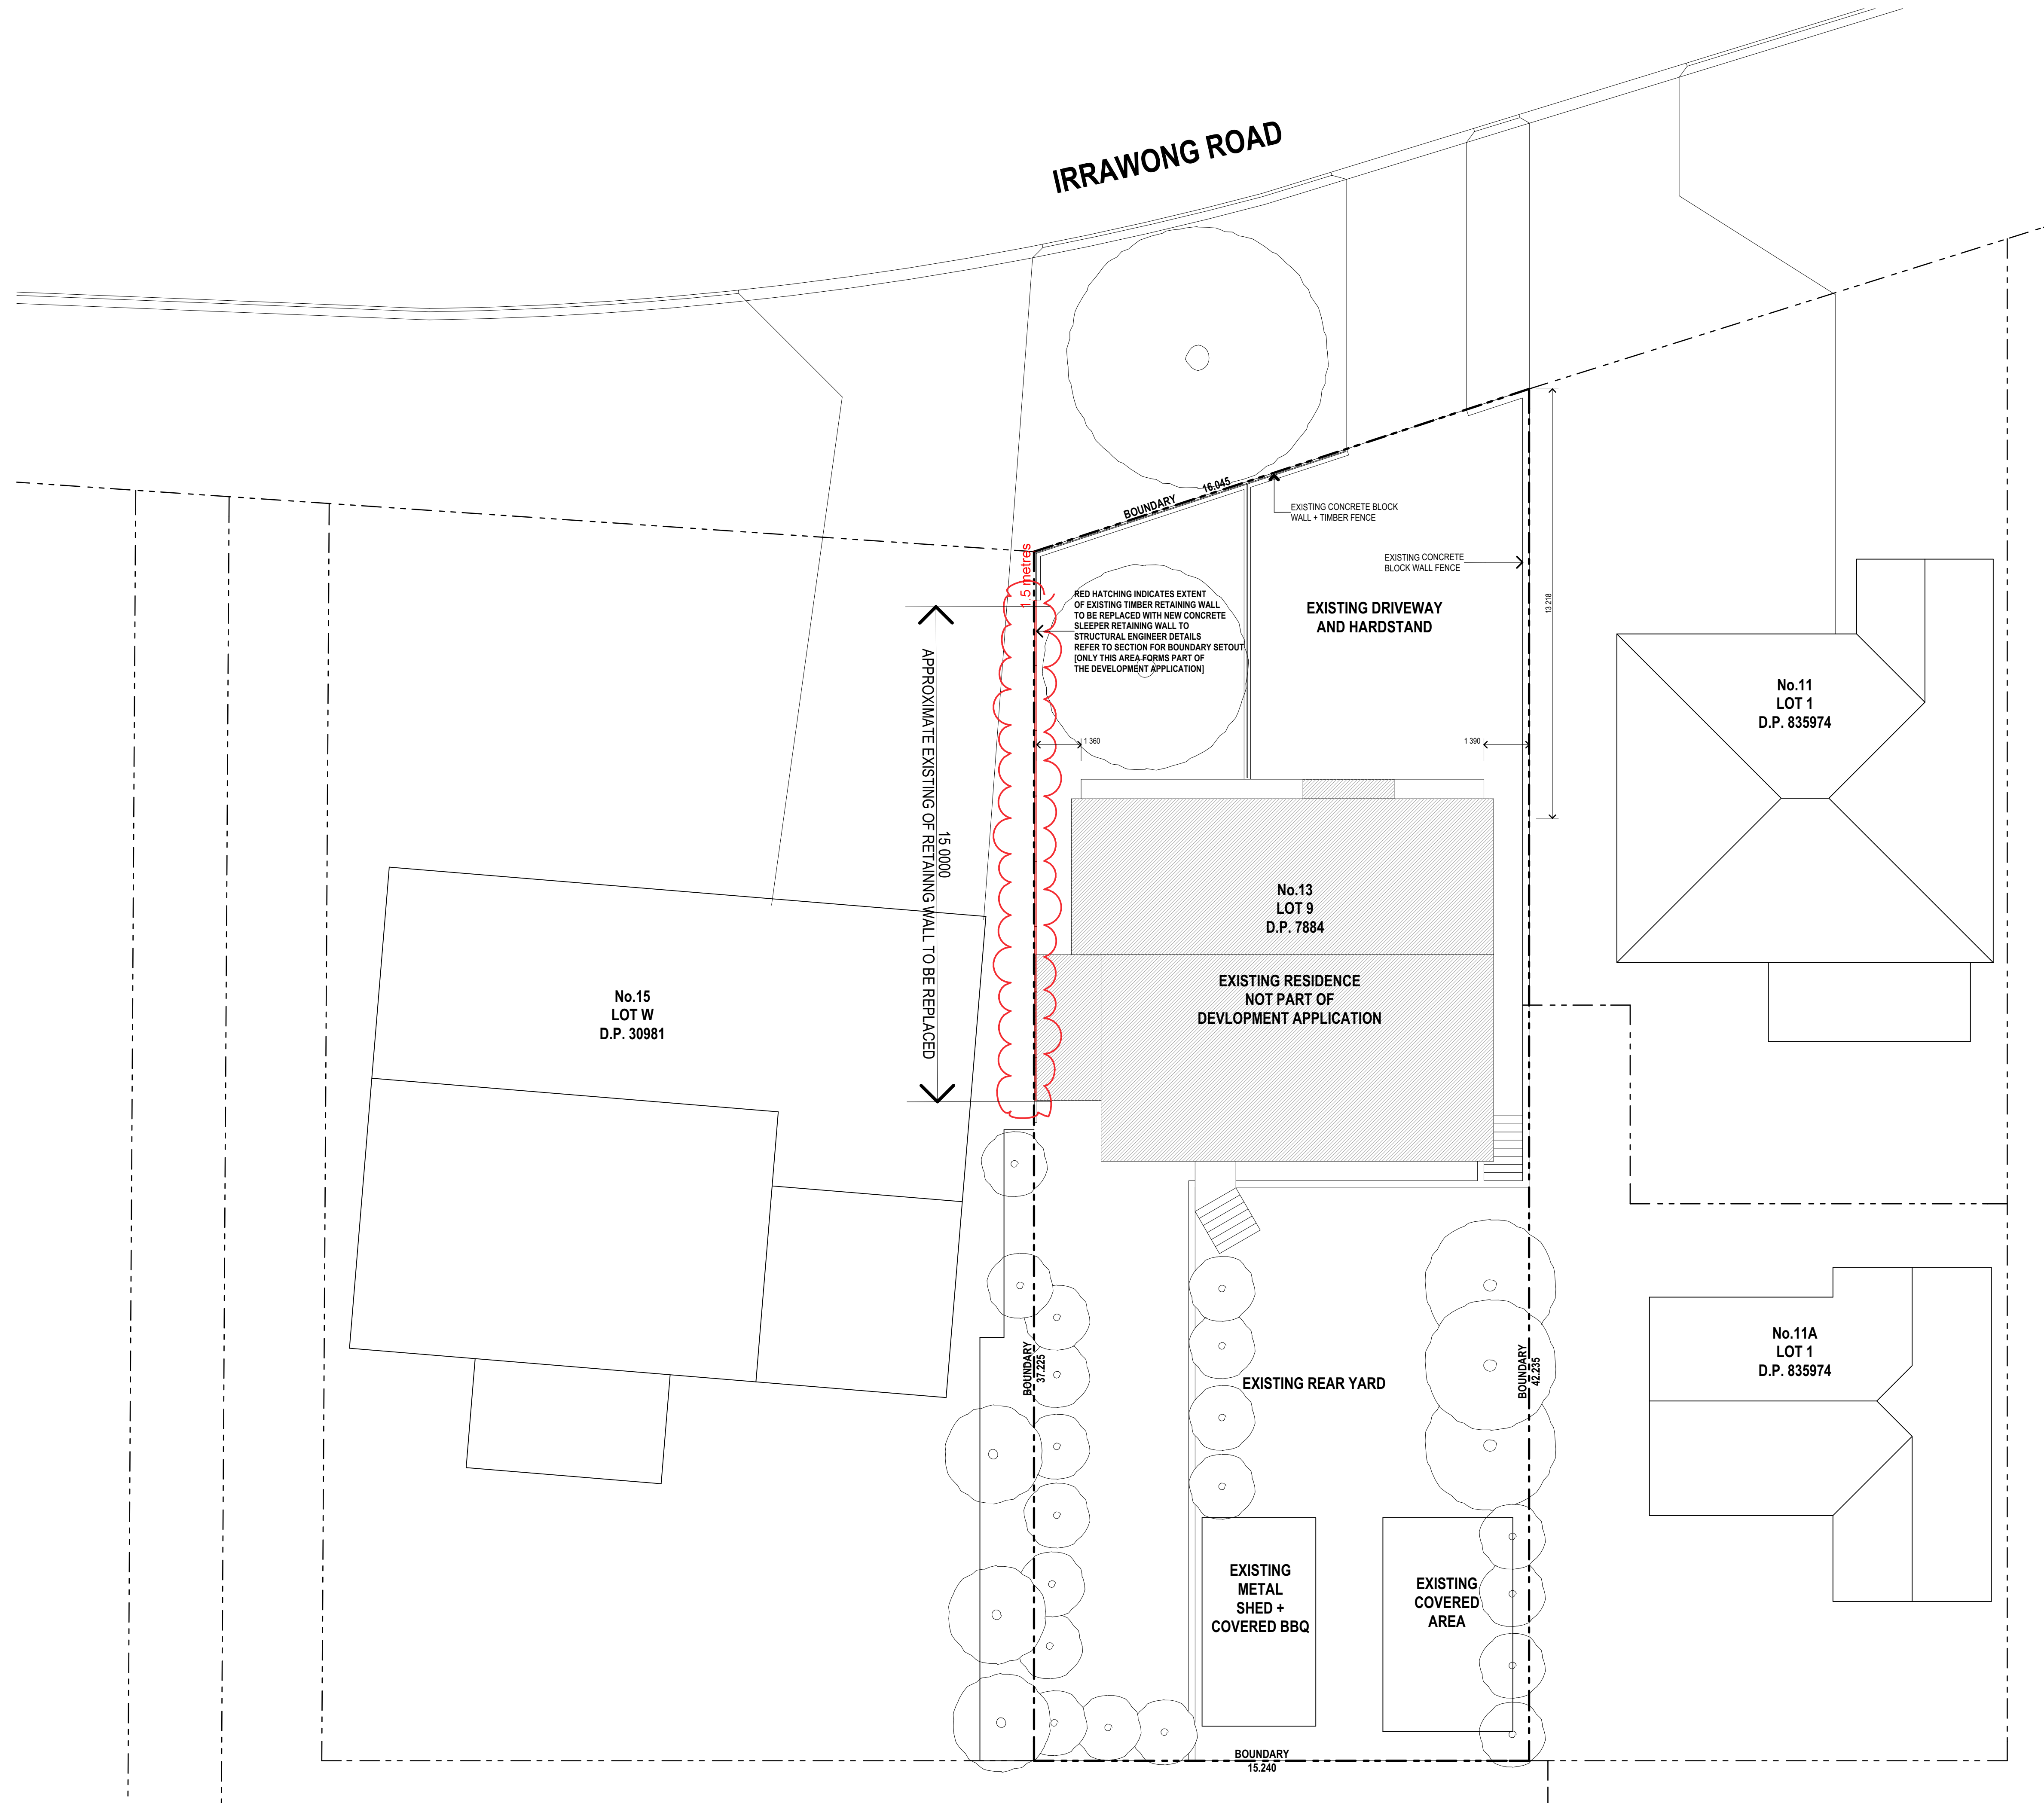 IRRAWONG ROAD
BOUNDARY 16.045
EXISTING CONCRETE BLOCK
WALL + TIMBER FENCE
EXISTING CONCRETE
BLOCK WALL FENCE
1.5 metres
RED HATCHING INDICATES EXTENT
OF EXISTING TIMBER RETAINING WALL
TO BE REPLACED WITH NEW CONCRETE
SLEEPER RETAINING WALL TO
STRUCTURAL ENGINEER DETAILS
REFER TO SECTION FOR BOUNDARY SETOUT
[ONLY THIS AREA FORMS PART OF
THE DEVELOPMENT APPLICATION]
EXISTING DRIVEWAY
AND HARDSTAND
13 218
No.11
LOT 1
D.P. 835974
1 360
1 390
15 0000
APPROXIMATE EXISTING OF RETAINNG WALL TO BE REPLACED
No.13
LOT 9
D.P. 7884
EXISTING RESIDENCE
NOT PART OF
DEVLOPMENT APPLICATION
No.15
LOT W
D.P. 30981
BOUNDARY
37.225
EXISTING REAR YARD
BOUNDARY
42.235
No.11A
LOT 1
D.P. 835974
EXISTING
METAL
SHED +
COVERED BBQ
EXISTING
COVERED
AREA
BOUNDARY
15.240